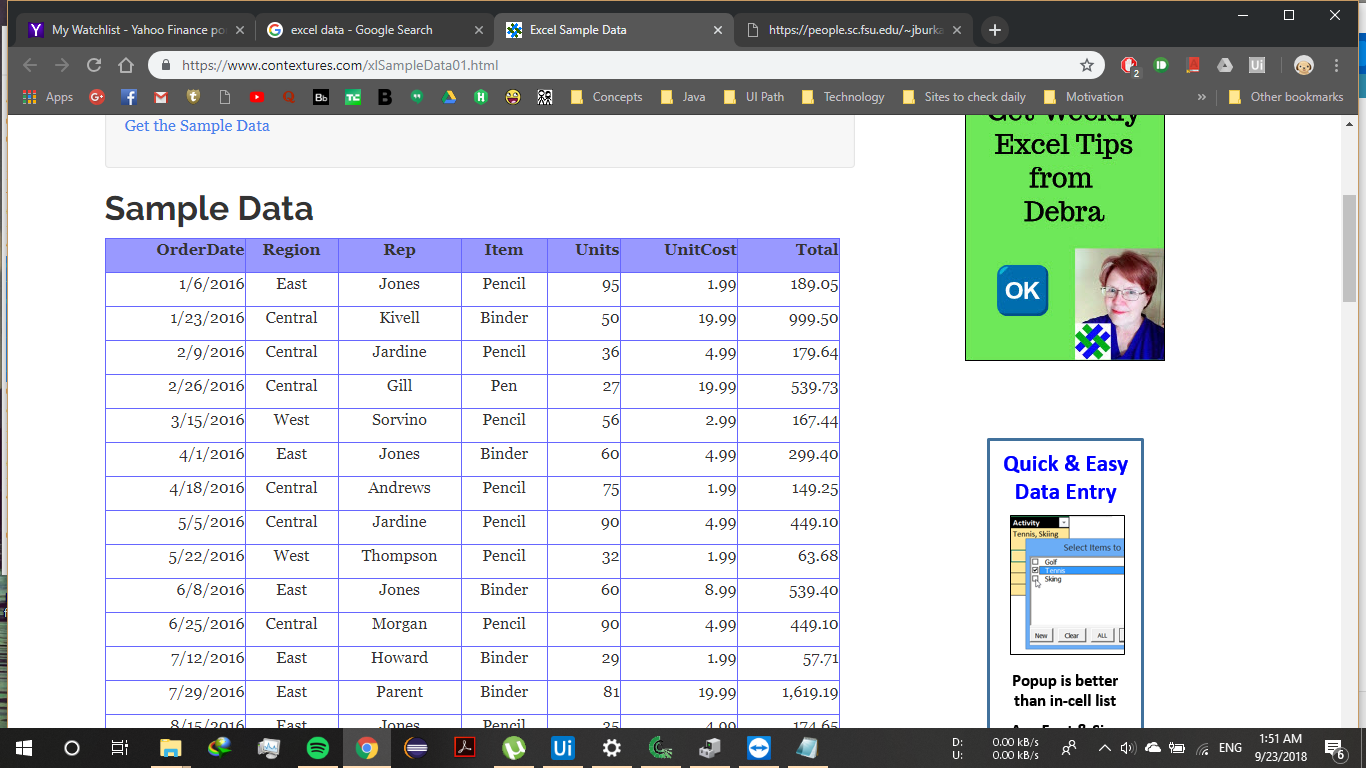 My Watchlist - Yahoo Finance po
excel data - Google Search
Excel Sample Data
https://people.sc.fsu.edu/~jburka
https://www.contextures.com/xlSampleData01.html
2
Ui
Apps
Bb
TC
B
Concepts
Java
UI Path
Technology
Sites to check daily
Motivation
»
Other bookmarks
Get the Sample Data
Sample Data
OrderDate Region Rep Item Units UnitCost Total
1/6/2016 East Jones Pencil 95 1.99 189.05
1/23/2016 Central Kivell Binder 50 19.99 999.50
2/9/2016 Central Jardine Pencil 36 4.99 179.64
2/26/2016 Central Gill Pen 27 19.99 539.73
3/15/2016 West Sorvino Pencil 56 2.99 167.44
4/1/2016 East Jones Binder 60 4.99 299.40
4/18/2016 Central Andrews Pencil 75 1.99 149.25
5/5/2016 Central Jardine Pencil 90 4.99 449.10
5/22/2016 West Thompson Pencil 32 1.99 63.68
6/8/2016 East Jones Binder 60 8.99 539.40
6/25/2016 Central Morgan Pencil 90 4.99 449.10
7/12/2016 East Howard Binder 29 1.99 57.71
7/29/2016 East Parent Binder 81 19.99 1,619.19
8/15/2016 East Jones Pencil 35 4.99 174.65
Get Weekly
Excel Tips
from
Debra
OK
Quick & Easy
Data Entry
Activity
Tennis, Skiing
Select Items to
Golf
Tennis
Skiing
New Clear ALL
Popup is better
than in-cell list
Ui
D: 0.00 kB/s
U: 0.00 kB/s
ENG
1:51 AM
9/23/2018
6